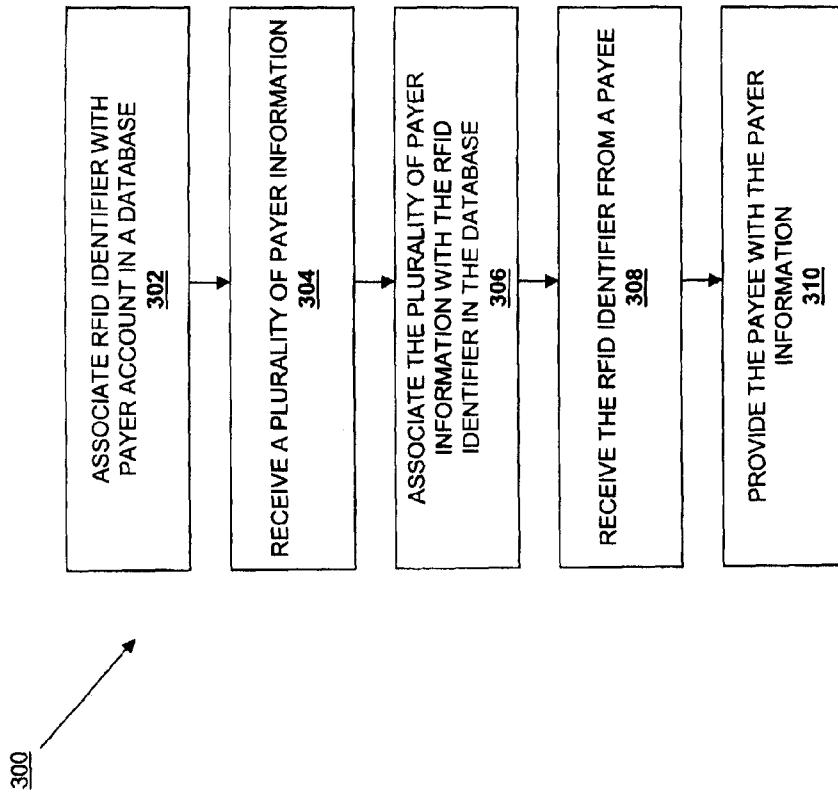 300
ASSOCIATE RFID IDENTIFIER WITH
PAYER ACCOUNT IN A DATABASE
302
RECEIVE A PLURALITY OF PAYER INFORMATION
304
ASSOCIATE THE PLURALITY OF PAYER
INFORMATION WITH THE RFID
IDENTIFIER IN THE DATABASE
306
RECEIVE THE RFID IDENTIFIER FROM A PAYEE
308
PROVIDE THE PAYEE WITH THE PAYER
INFORMATION
310